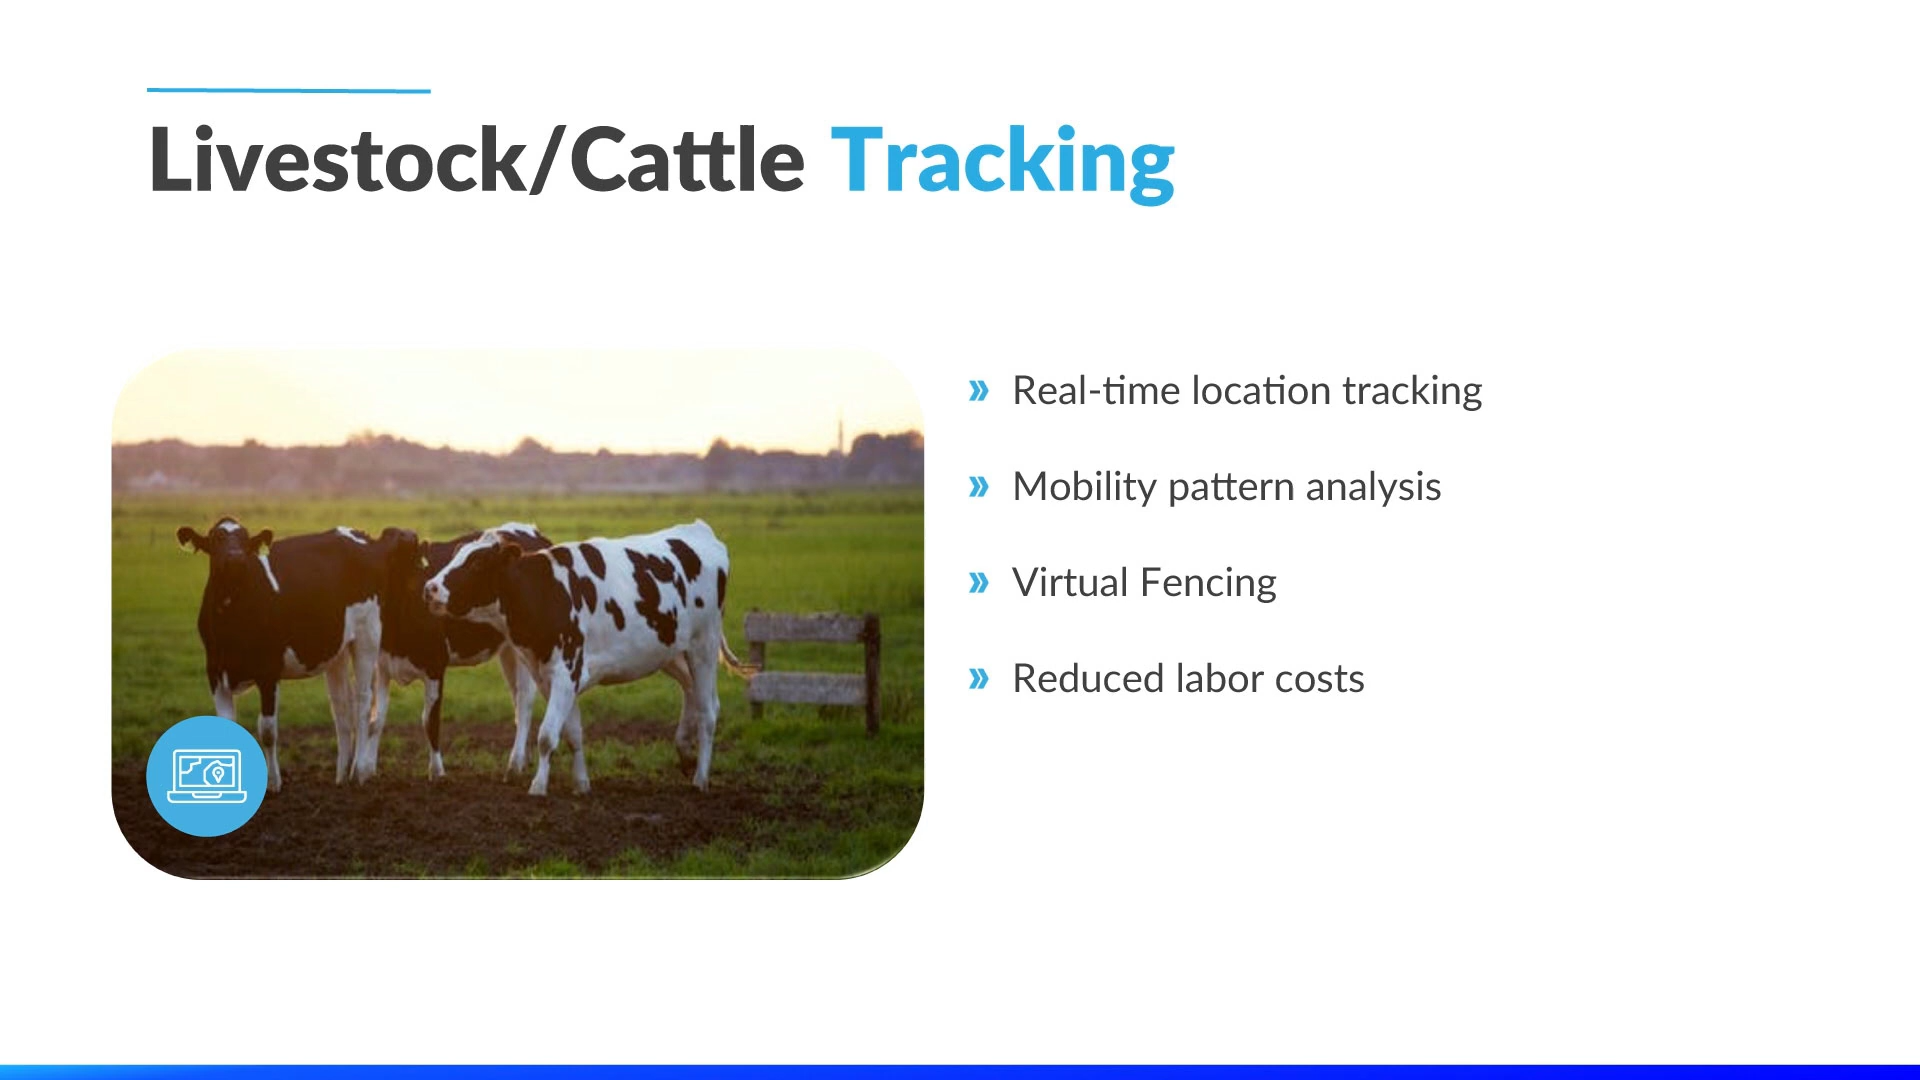 Livestock/Cattle Tracking
» Real-time location tracking
» Mobility pattern analysis
» Virtual Fencing
» Reduced labor costs